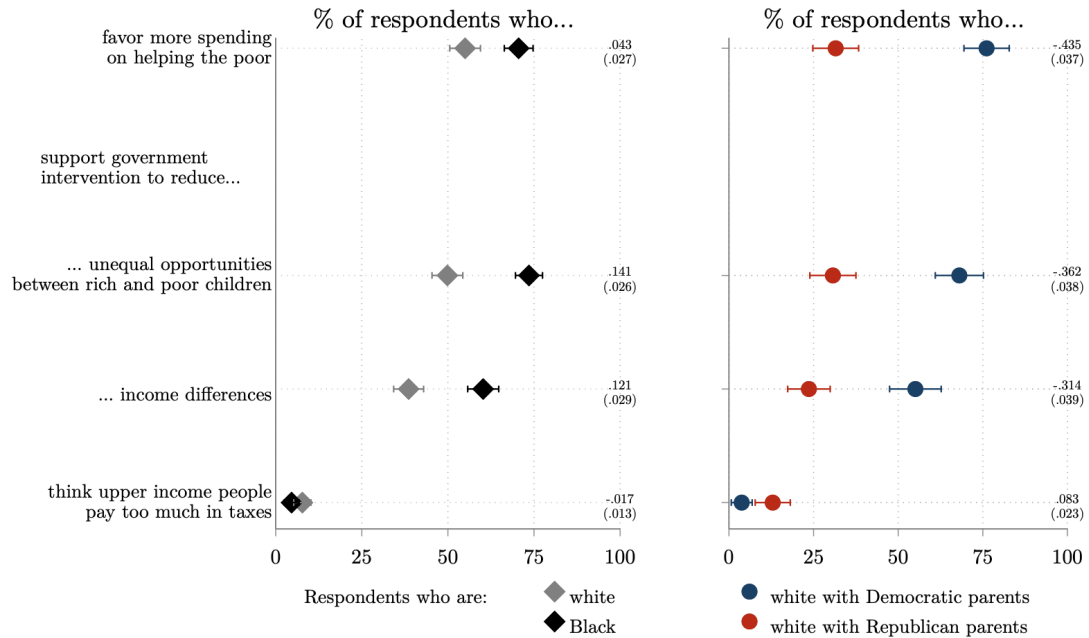 % of respondents who...
% of respondents who...
favor more spending
on helping the poor
.043
(.027)
-.435
(.037)
support government
intervention to reduce...
... unequal opportunities
between rich and poor children
.141
(.026)
-.362
(.038)
... income differences
.121
(.029)
-.314
(.039)
think upper income people
pay too much in taxes
-.017
(.013)
.083
(.023)
0 25 50 75 100
0 25 50 75 100
Respondents who are:
white
Black
white with Democratic parents
white with Republican parents